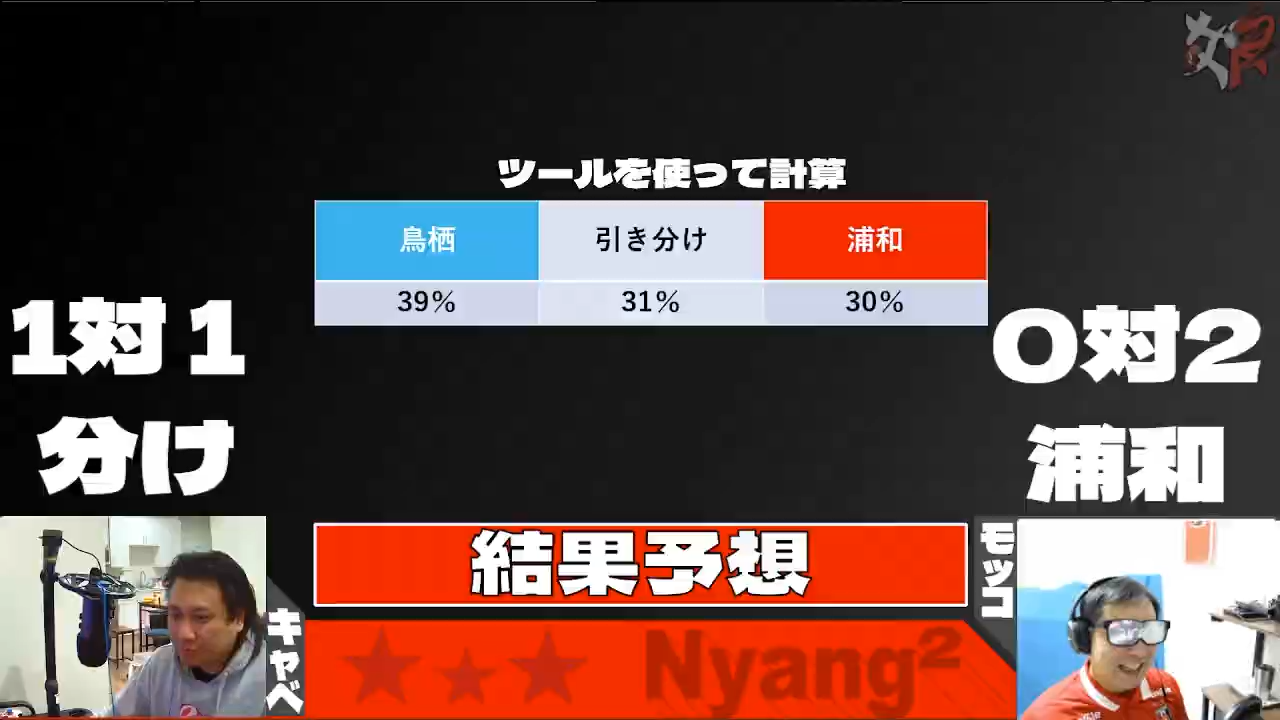 ツールを使って計算
鳥栖 引き分け 浦和
39% 31% 30%
1対1
分け
0対2
浦和
結果予想
キャベ
モッコ
Nyang²